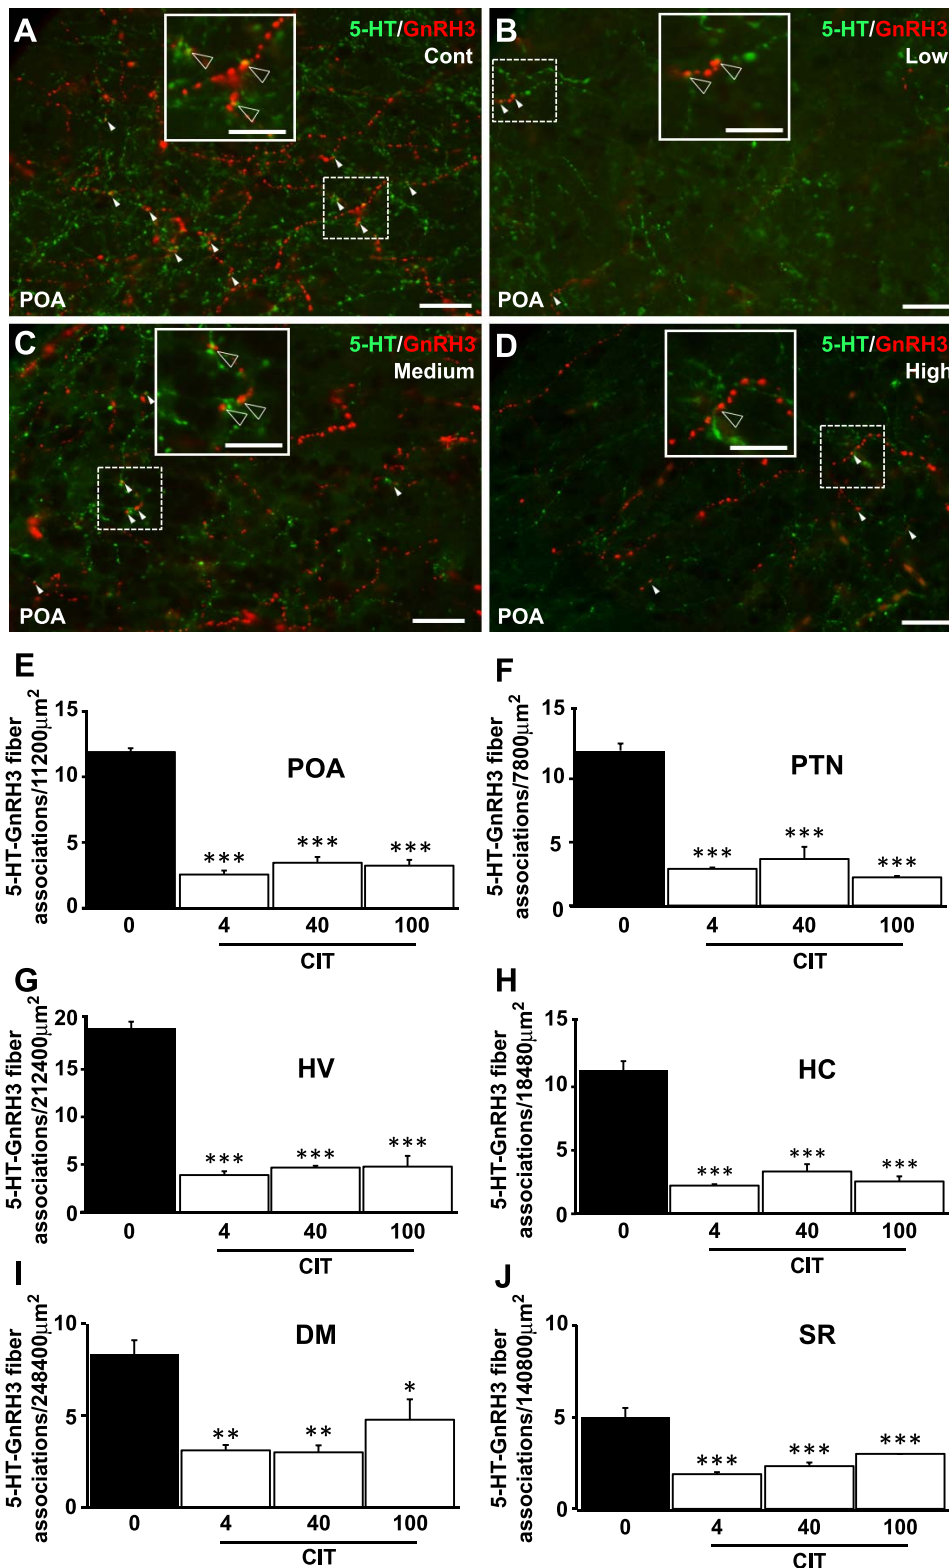 A
5-HT/GnRH3
Cont
POA
B
5-HT/GnRH3
Low
POA
C
5-HT/GnRH3
Medium
POA
D
5-HT/GnRH3
High
POA
E
5-HT-GnRH3 fiber
associations/11200µm²
15
10
5
0
POA
***
***
***
0 4 40 100
CIT
F
5-HT-GnRH3 fiber
associations/7800µm²
15
10
5
0
PTN
***
***
***
0 4 40 100
CIT
G
5-HT-GnRH3 fiber
associations/212400µm²
20
15
10
5
0
HV
***
***
***
0 4 40 100
CIT
H
5-HT-GnRH3 fiber
associations/18480µm²
15
10
5
0
HC
***
***
***
0 4 40 100
CIT
I
5-HT-GnRH3 fiber
associations/248400µm²
10
5
0
DM
**
**
*
0 4 40 100
CIT
J
5-HT-GnRH3 fiber
associations/140800µm²
10
5
0
SR
***
***
***
0 4 40 100
CIT